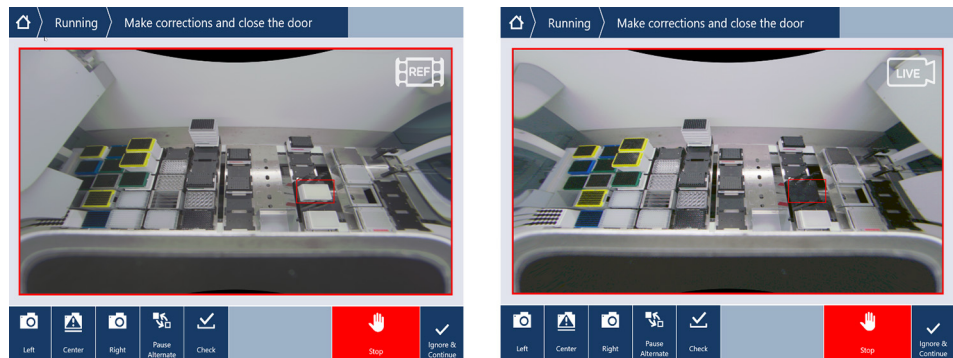 Running
Make corrections and close the door
REF
Left
Center
Right
Pause
Alternate
Check
Stop
Ignore &
Continue
Running
Make corrections and close the door
LIVE
Left
Center
Right
Pause
Alternate
Check
Stop
Ignore &
Continue